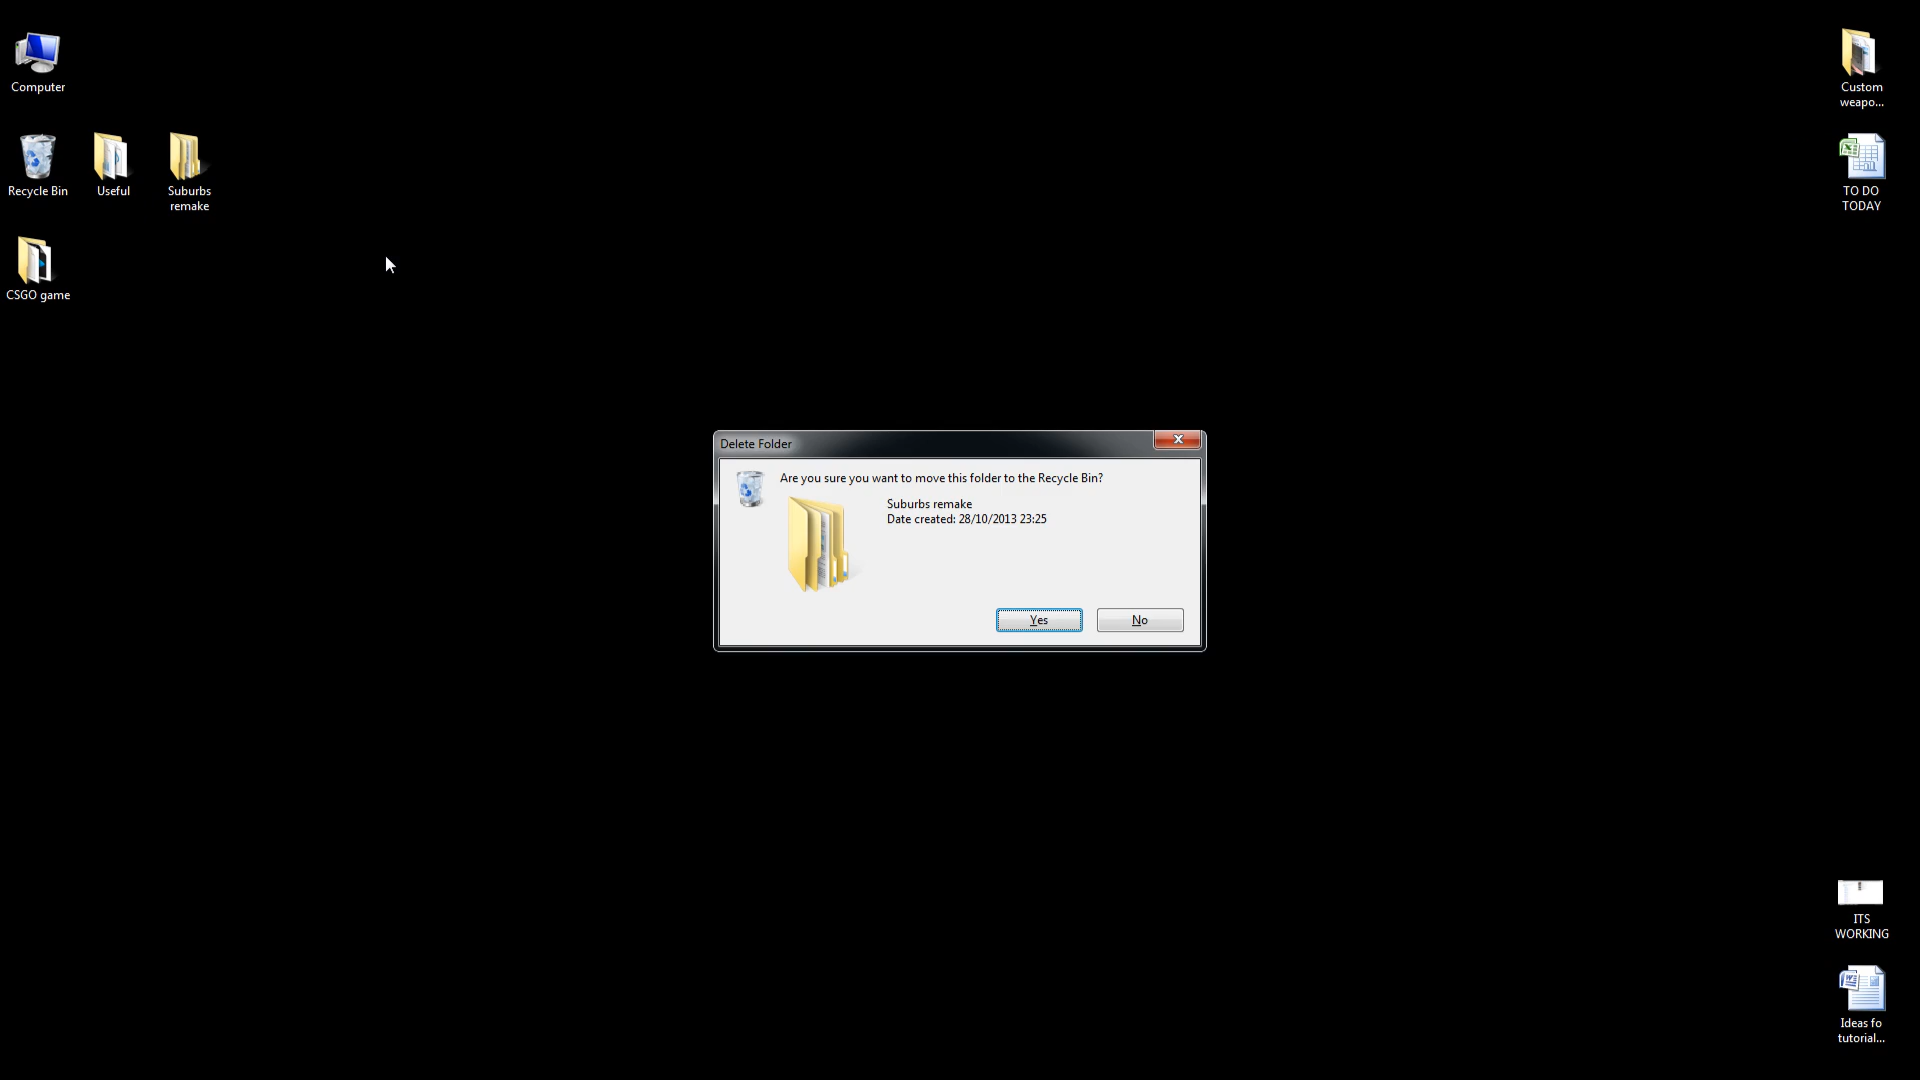 Computer
Recycle Bin
Useful
Suburbs
remake
CSGO game
Custom
weapo...
TO DO
TODAY
Delete Folder
Are you sure you want to move this folder to the Recycle Bin?
Suburbs remake
Date created: 28/10/2013 23:25
Yes
No
ITS
WORKING
Ideas fo
tutorial...